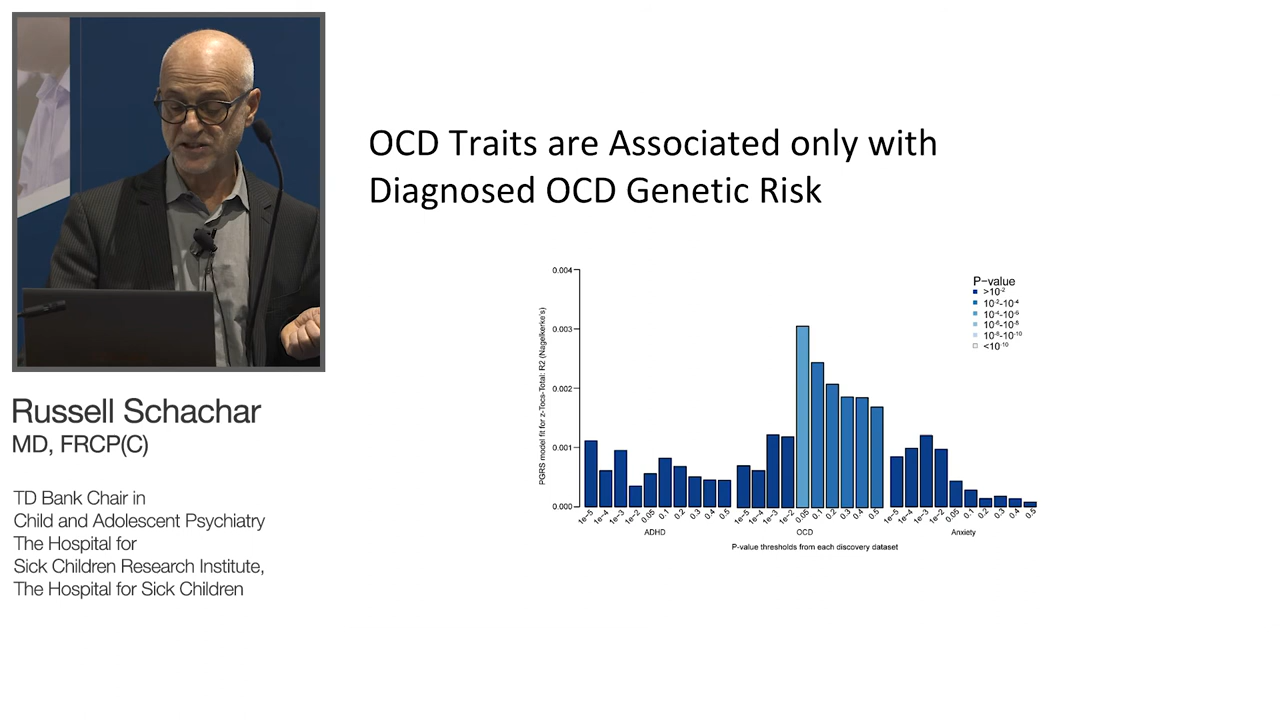 OCD Traits are Associated only with
Diagnosed OCD Genetic Risk
Russell Schachar
MD, FRCP(C)
TD Bank Chair in
Child and Adolescent Psychiatry
The Hospital for
Sick Children Research Institute,
The Hospital for Sick Children
PGRS model fit for z-Tocs-Total: R2 (Nagelkerke's)
0.004
0.003
0.002
0.001
0.000
P-value
>10-2
10-2-10-4
10-4-10-6
10-6-10-8
10-8-10-10
<10-10
1e-5 1e-4 1e-3 1e-2 0.05 0.1 0.2 0.3 0.4 0.5 1e-5 1e-4 1e-3 1e-2 0.05 0.1 0.2 0.3 0.4 0.5 1e-5 1e-4 1e-3 1e-2 0.05 0.1 0.2 0.3 0.4 0.5
ADHD OCD Anxiety
P-value thresholds from each discovery dataset